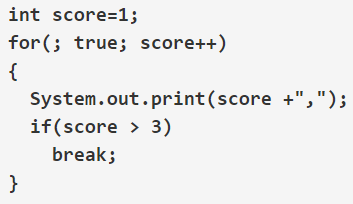 int score=1;
for(; true; score++)
{
  System.out.print(score +",");
  if(score > 3)
    break;
}